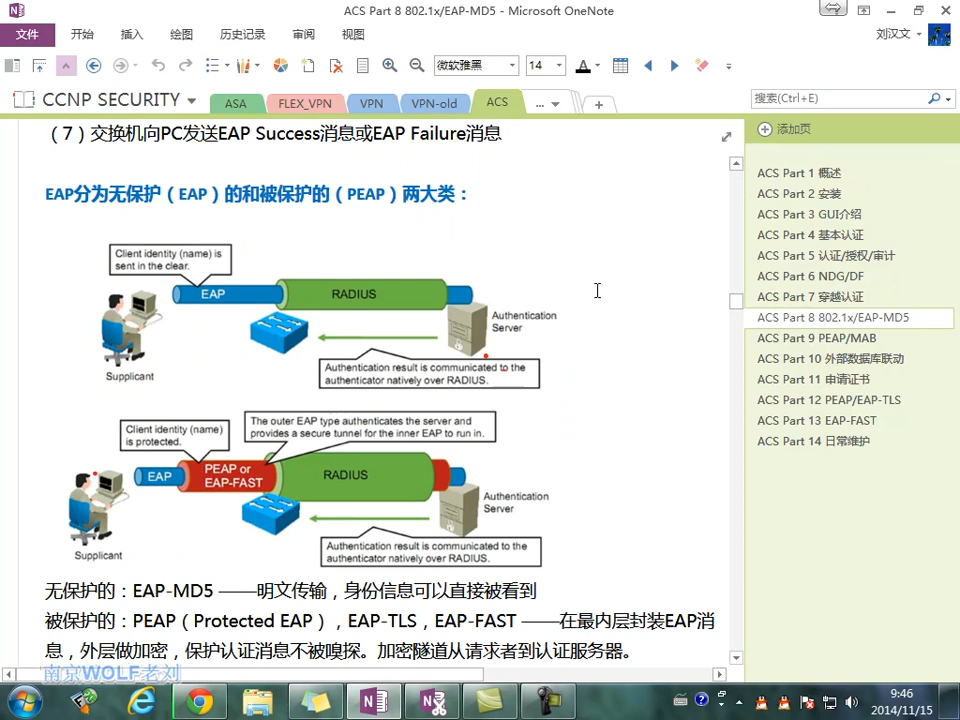 ACS Part 8 802.1x/EAP-MD5 - Microsoft OneNote
文件 开始 插入 绘图 历史记录 审阅 视图 刘汉文
微软雅黑 14
CCNP SECURITY ASA FLEX_VPN VPN VPN-old ACS ... 搜索(Ctrl+E)
添加页
（7）交换机向PC发送EAP Success消息或EAP Failure消息
EAP分为无保护（EAP）的和被保护的（PEAP）两大类：
Client identity (name) is
sent in the clear.
EAP
RADIUS
Authentication
Server
Authentication result is communicated to the
authenticator natively over RADIUS.
Supplicant
The outer EAP type authenticates the server and
provides a secure tunnel for the inner EAP to run in.
Client identity (name)
is protected.
EAP
PEAP or
EAP-FAST
RADIUS
Authentication
Server
Authentication result is communicated to the
authenticator natively over RADIUS.
Supplicant
无保护的：EAP-MD5 ——明文传输，身份信息可以直接被看到
被保护的：PEAP（Protected EAP），EAP-TLS，EAP-FAST ——在最内层封装EAP消
息，外层做加密，保护认证消息不被嗅探。加密隧道从请求者到认证服务器。
南京WOLF老刘
ACS Part 1 概述
ACS Part 2 安装
ACS Part 3 GUI介绍
ACS Part 4 基本认证
ACS Part 5 认证/授权/审计
ACS Part 6 NDG/DF
ACS Part 7 穿越认证
ACS Part 8 802.1x/EAP-MD5
ACS Part 9 PEAP/MAB
ACS Part 10 外部数据库联动
ACS Part 11 申请证书
ACS Part 12 PEAP/EAP-TLS
ACS Part 13 EAP-FAST
ACS Part 14 日常维护
9:46
2014/11/15